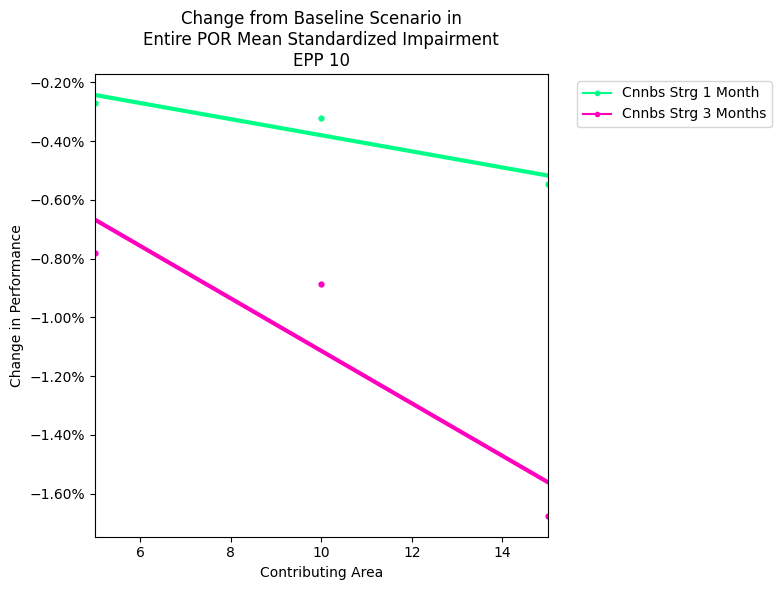 Change from Baseline Scenario in
Entire POR Mean Standardized Impairment
EPP 10
Cnnbs Strg 1 Month
Cnnbs Strg 3 Months
Change in Performance
−0.20%
−0.40%
−0.60%
−0.80%
−1.00%
−1.20%
−1.40%
−1.60%
6 8 10 12 14
Contributing Area